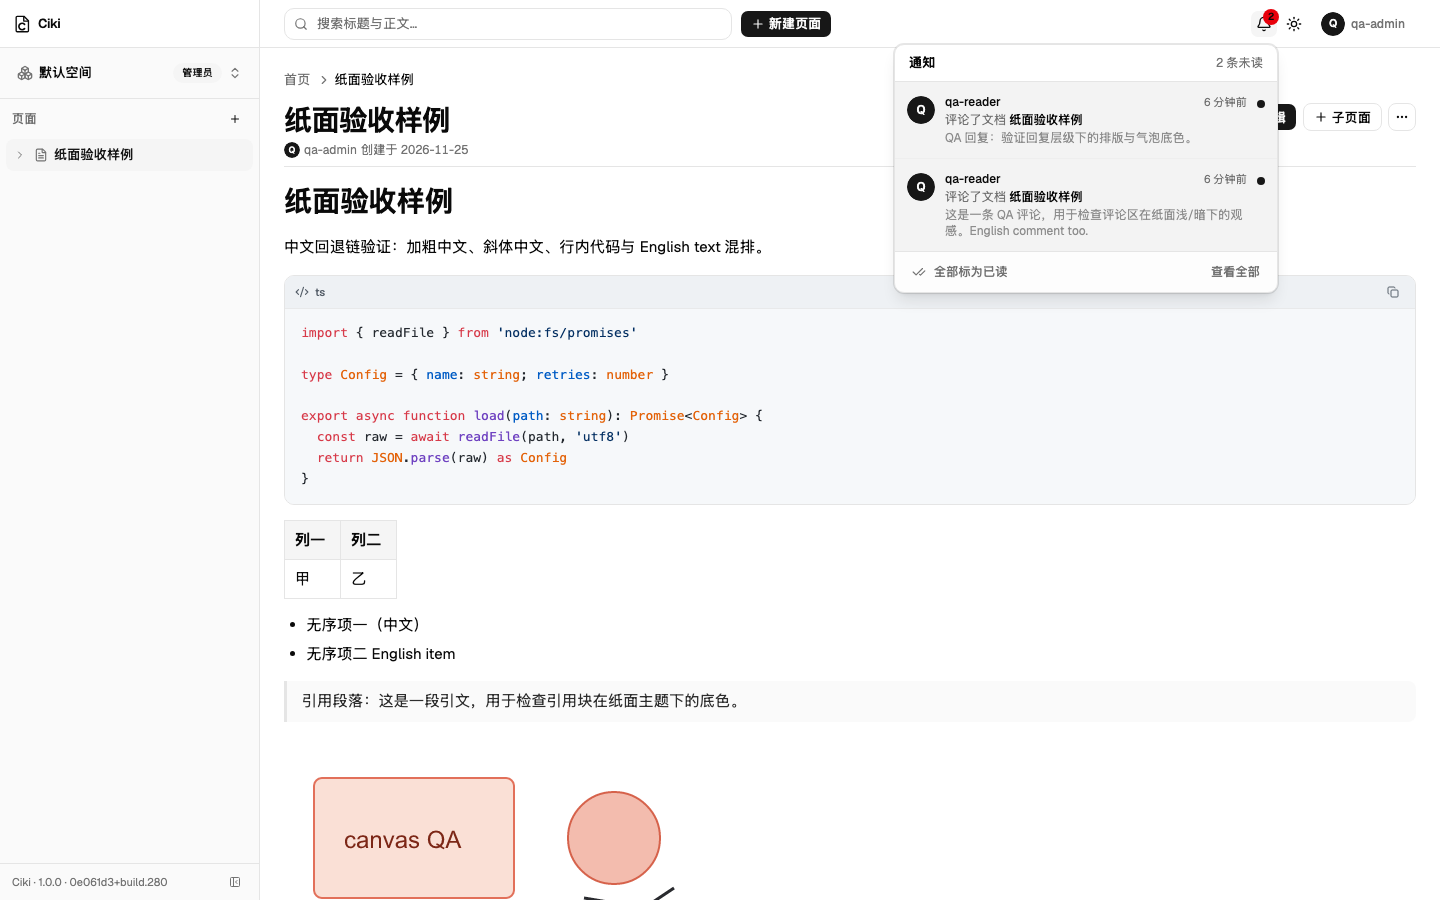 Ciki
搜索标题与正文...
新建页面
2
Q
qa-admin
默认空间
管理员
页面
纸面验收样例
首页
纸面验收样例
纸面验收样例
Q
qa-admin 创建于 2026-11-25
子页面
通知
2 条未读
Q
qa-reader
6 分钟前
评论了文档 纸面验收样例
QA 回复：验证回复层级下的排版与气泡底色。
Q
qa-reader
6 分钟前
评论了文档 纸面验收样例
这是一条 QA 评论，用于检查评论区在纸面浅/暗下的观
感。English comment too.
全部标为已读
查看全部
纸面验收样例
中文回退链验证：加粗中文、斜体中文、行内代码与 English text 混排。
ts
import { readFile } from 'node:fs/promises'
type Config = { name: string; retries: number }
export async function load(path: string): Promise<Config> {
const raw = await readFile(path, 'utf8')
return JSON.parse(raw) as Config
}
列一
列二
甲
乙
无序项一（中文）
无序项二 English item
引用段落：这是一段引文，用于检查引用块在纸面主题下的底色。
canvas QA
Ciki · 1.0.0 · 0e061d3+build.280